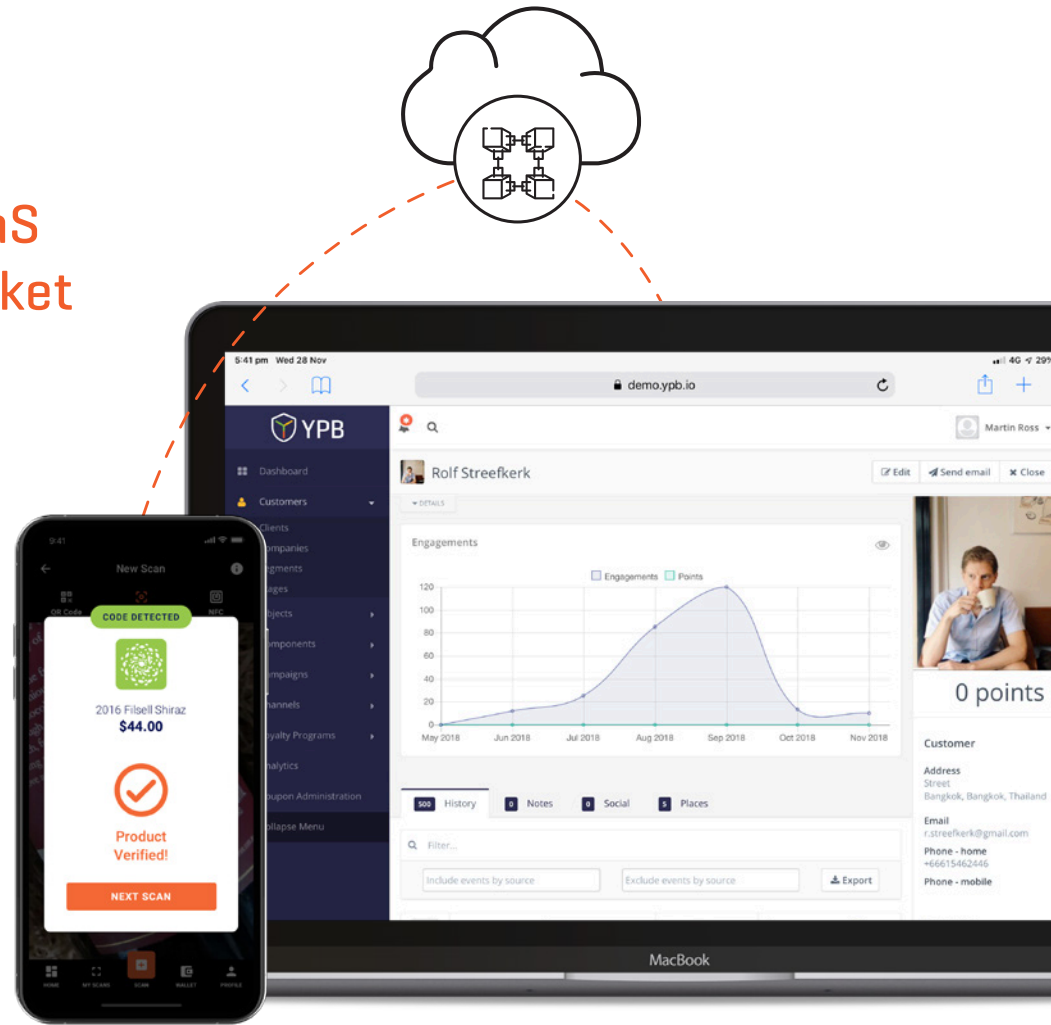 aS
ket
5:41 pm Wed 28 Nov
4G 29%
demo.ypb.io
YPB
Martin Ross
Rolf Streefkerk
Edit
Send email
Close
Dashboard
Customers
Clients
ompanies
egments
ages
bjects
omponents
ampaigns
hannels
oyalty Programs
nalytics
oupon Administration
ollapse Menu
DETAILS
Engagements
Engagements Points
120
100
80
60
40
20
0
May 2018 Jun 2018 Jul 2018 Aug 2018 Sep 2018 Oct 2018 Nov 2018
500 History 0 Notes 0 Social 5 Places
Filter...
Include events by source Exclude events by source Export
0 points
Customer
Address
Street
Bangkok, Bangkok, Thailand
Email
r.streefkerk@gmail.com
Phone - home
+66615462446
Phone - mobile
MacBook
9:41
New Scan
QR Code NFC
CODE DETECTED
2016 Filsell Shiraz
$44.00
Product
Verified!
NEXT SCAN
HOME MY SCANS SCAN WALLET PROFILE